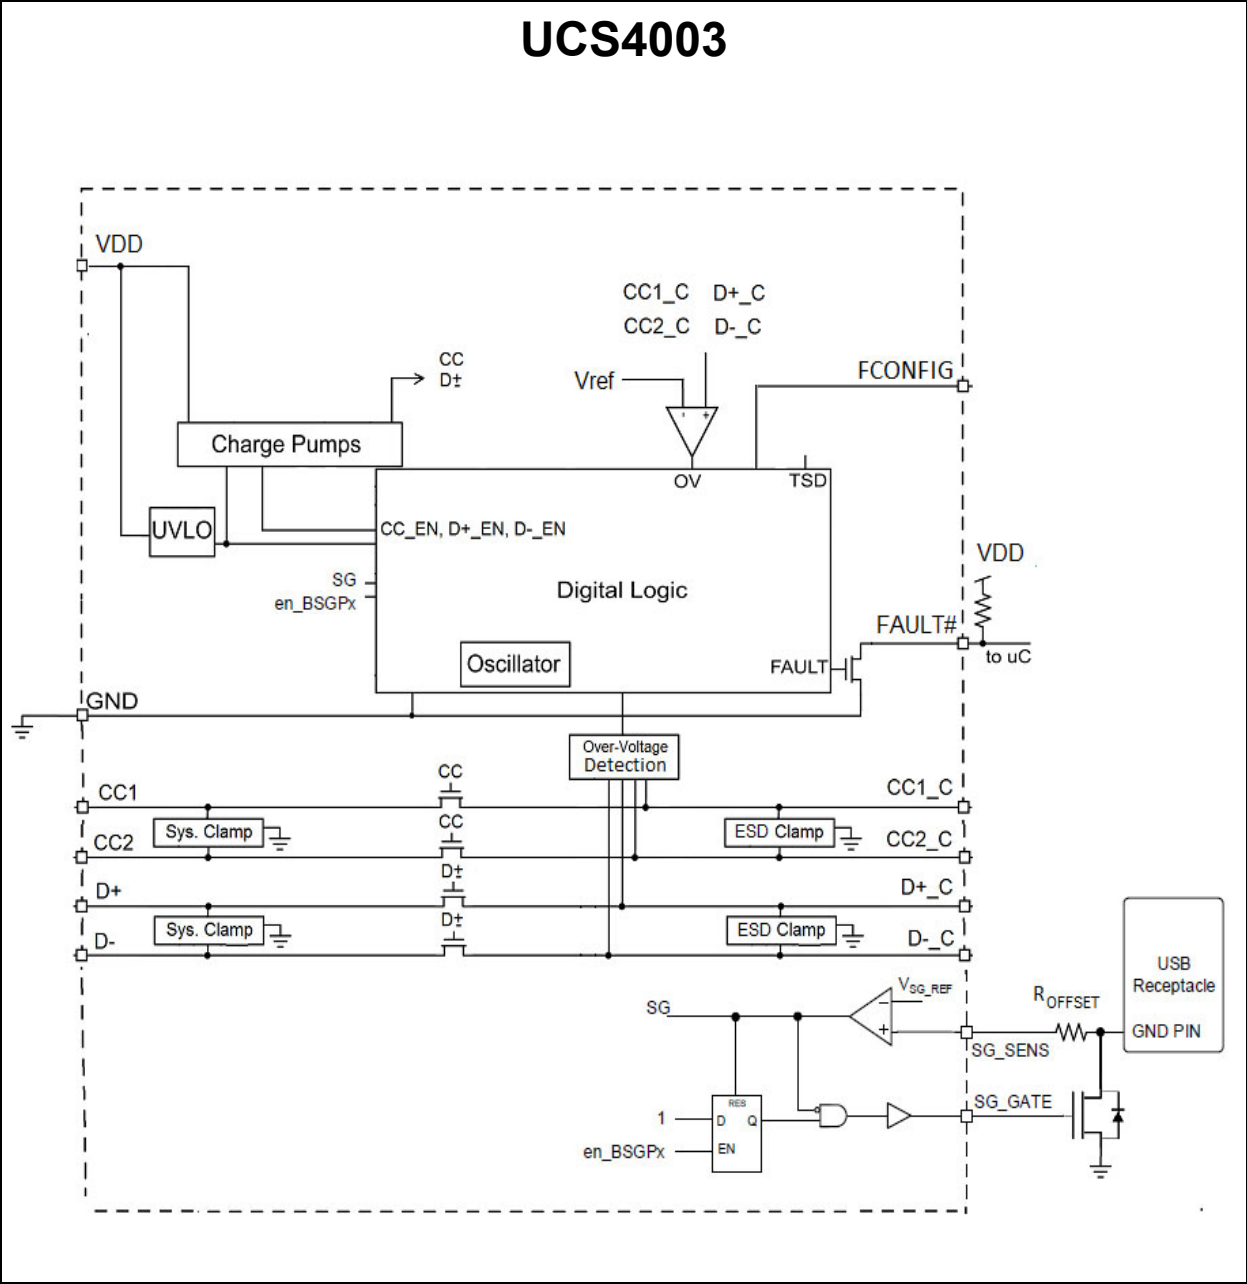 UCS4003
VDD
CC1_C D+_C
CC2_C D-_C
CC
D±
Vref
FCONFIG
- +
Charge Pumps
OV
TSD
UVLO
CC_EN, D+_EN, D-_EN
VDD
SG
en_BSGPx
Digital Logic
FAULT#
to uC
Oscillator
FAULT
GND
Over-Voltage
Detection
CC
CC1
CC1_C
CC
Sys. Clamp
ESD Clamp
CC2
CC2_C
D±
D+
D+_C
D±
Sys. Clamp
ESD Clamp
D-
D-_C
USB
Receptacle
VSG_REF
ROFFSET
SG
-
+
GND PIN
SG_SENS
RES
SG_GATE
1
D Q
en_BSGPx
EN